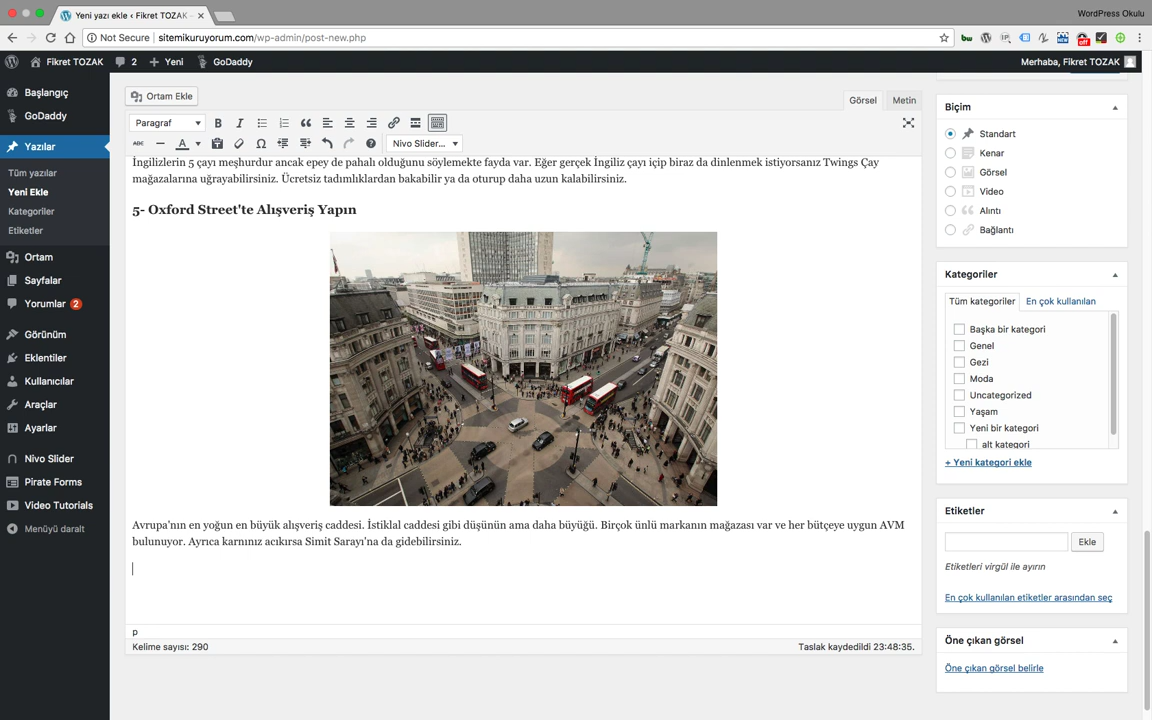 Yeni yazı ekle ‹ Fikret TOZAK
WordPress Okulu
Not Secure | sitemikuruyorum.com/wp-admin/post-new.php
Fikret TOZAK 2 Yeni GoDaddy
Merhaba, Fikret TOZAK
Başlangıç
GoDaddy
Yazılar
Tüm yazılar
Yeni Ekle
Kategoriler
Etiketler
Ortam
Sayfalar
Yorumlar 2
Görünüm
Eklentiler
Kullanıcılar
Araçlar
Ayarlar
Nivo Slider
Pirate Forms
Video Tutorials
Menüyü daralt
Ortam Ekle
Görsel Metin
Paragraf
Nivo Slider...
İngilizlerin 5 çayı meşhurdur ancak epey de pahalı olduğunu söylemekte fayda var. Eğer gerçek İngiliz çayı için biraz da dinlenmek istiyorsanız Twings Çay
mağazalarına uğrayabilirsiniz. Ücretsiz tadımlıklardan bakabilir ya da oturup daha uzun kalabilirsiniz.
5- Oxford Street'te Alışveriş Yapın
Avrupa'nın en yoğun en büyük alışveriş caddesi. İstiklal caddesi gibi düşünün ama daha büyüğü. Birçok ünlü markanın mağazası var ve her bütçeye uygun AVM
bulunuyor. Ayrıca karnınız acıkırsa Simit Sarayı'na da gidebilirsiniz.
p
Kelime sayısı: 290
Taslak kaydedildi 23:48:35.
Biçim
Standart
Kenar
Görsel
Video
Alıntı
Bağlantı
Kategoriler
Tüm kategoriler En çok kullanılan
Başka bir kategori
Genel
Gezi
Moda
Uncategorized
Yaşam
Yeni bir kategori
alt kategori
+ Yeni kategori ekle
Etiketler
Ekle
Etiketleri virgül ile ayırın
En çok kullanılan etiketler arasından seç
Öne çıkan görsel
Öne çıkan görsel belirle